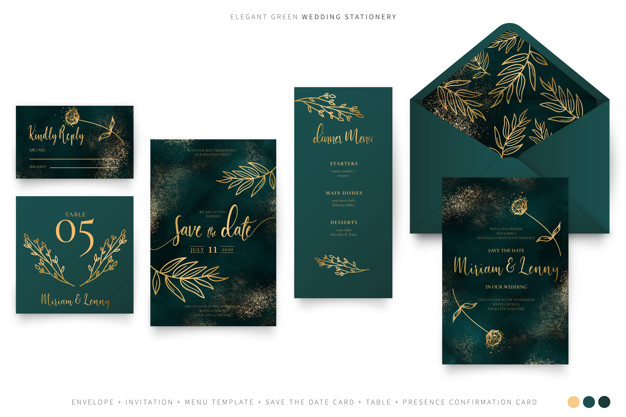 ELEGANT GREEN WEDDING STATIONERY
Kindly Reply
TABLE
05
Miriam & Lenny
Save the date
JULY 11 2020
dinner Menu
STARTERS
MAIN DISHES
DESSERTS
SAVE THE DATE
Miriam & Lenny
IN OUR WEDDING
ENVELOPE + INVITATION + MENU TEMPLATE + SAVE THE DATE CARD + TABLE + PRESENCE CONFIRMATION CARD